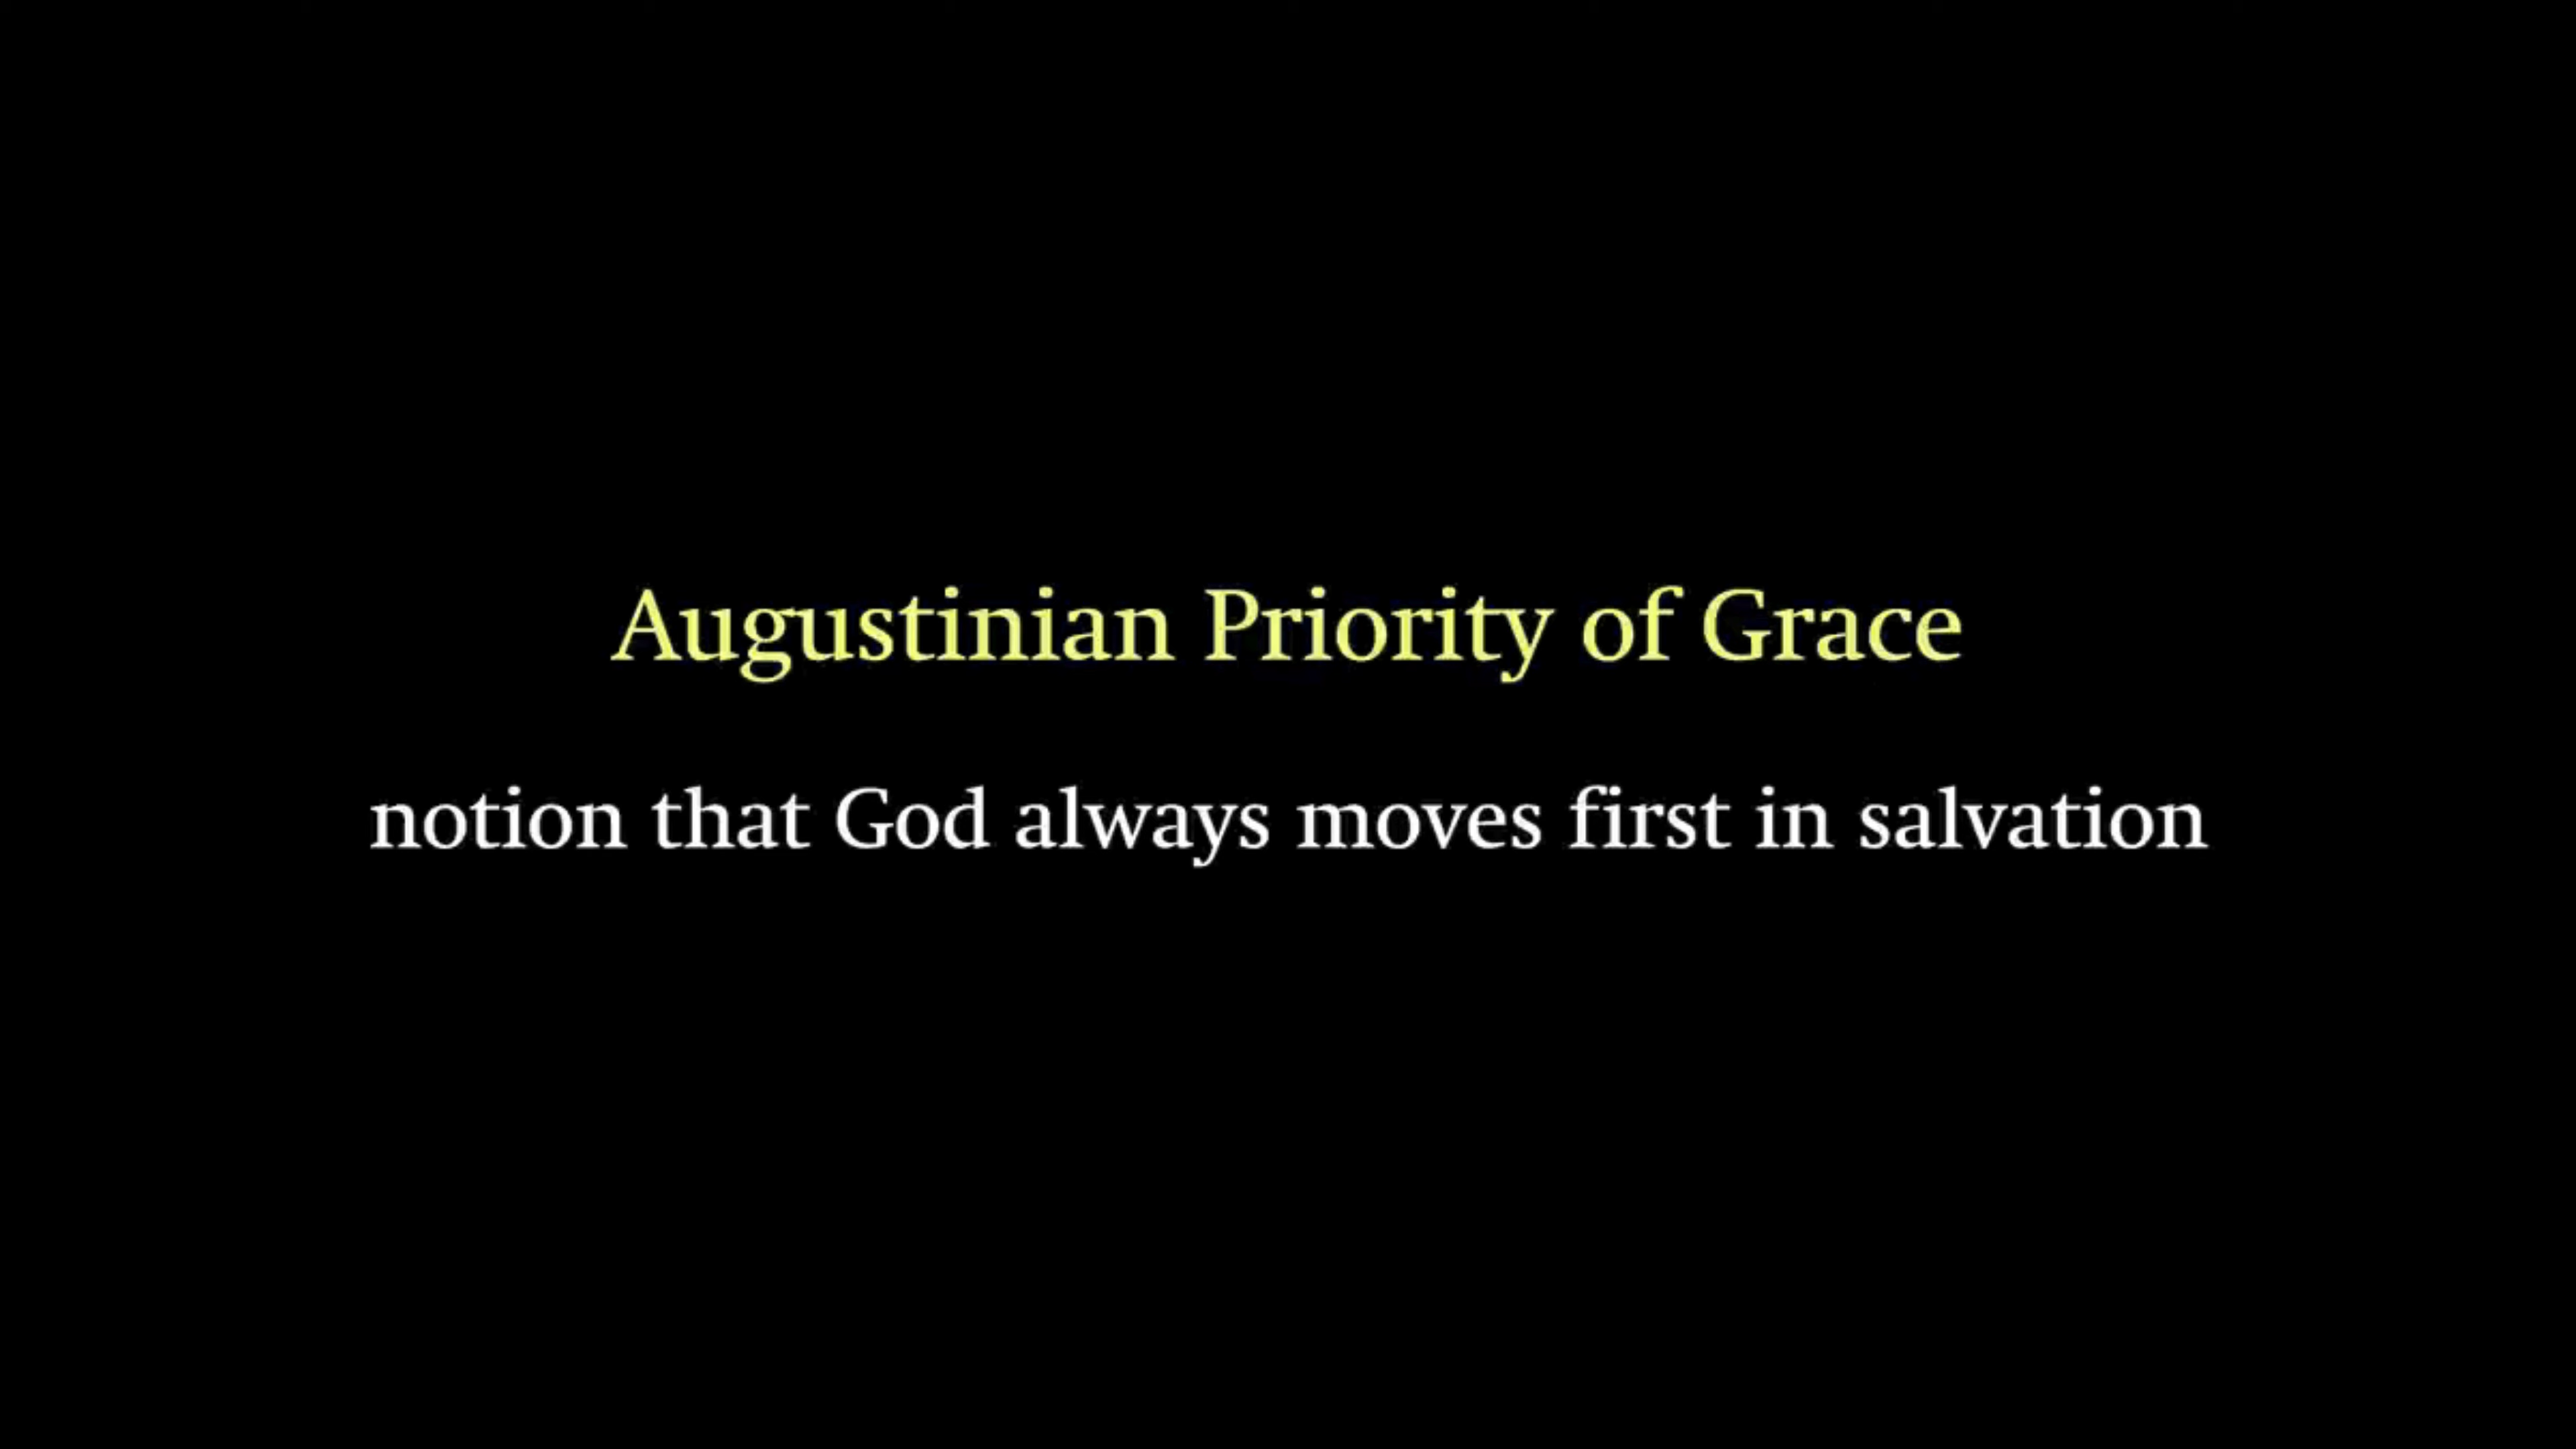 Augustinian Priority of Grace
notion that God always moves first in salvation